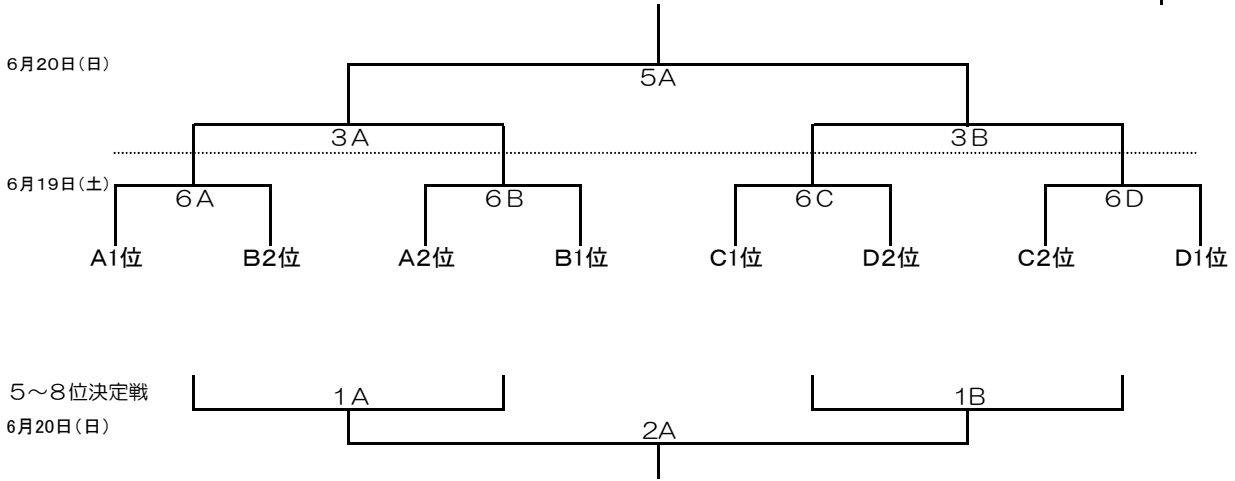 6月20日(日)
5A
3A
3B
6月19日(土)
6A
6B
6C
6D
A1位
B2位
A2位
B1位
C1位
D2位
C2位
D1位
5～8位決定戦
1A
1B
6月20日(日)
2A